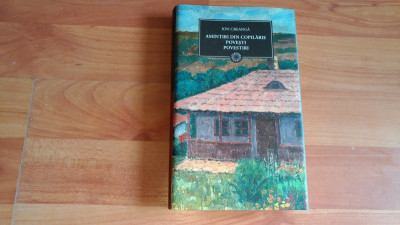 ION CREANGĂ
AMINTIRI DIN COPILĂRIE
POVEȘTI
POVESTIRI